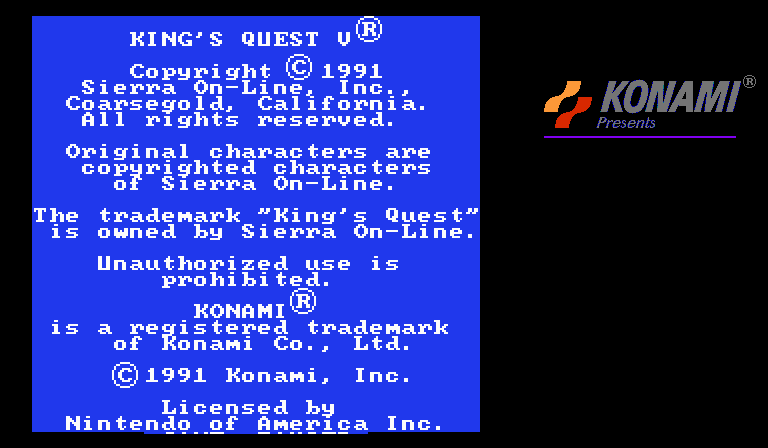 KING'S QUEST V®
Copyright © 1991
Sierra On-Line, Inc.,
Coarsegold, California.
All rights reserved.
Original characters are
copyrighted characters
of Sierra On-Line.
The trademark "King's Quest"
is owned by Sierra On-Line.
Unauthorized use is
prohibited.
KONAMI®
is a registered trademark
of Konami Co., Ltd.
© 1991 Konami, Inc.
Licensed by
Nintendo of America Inc.
KONAMI®
Presents